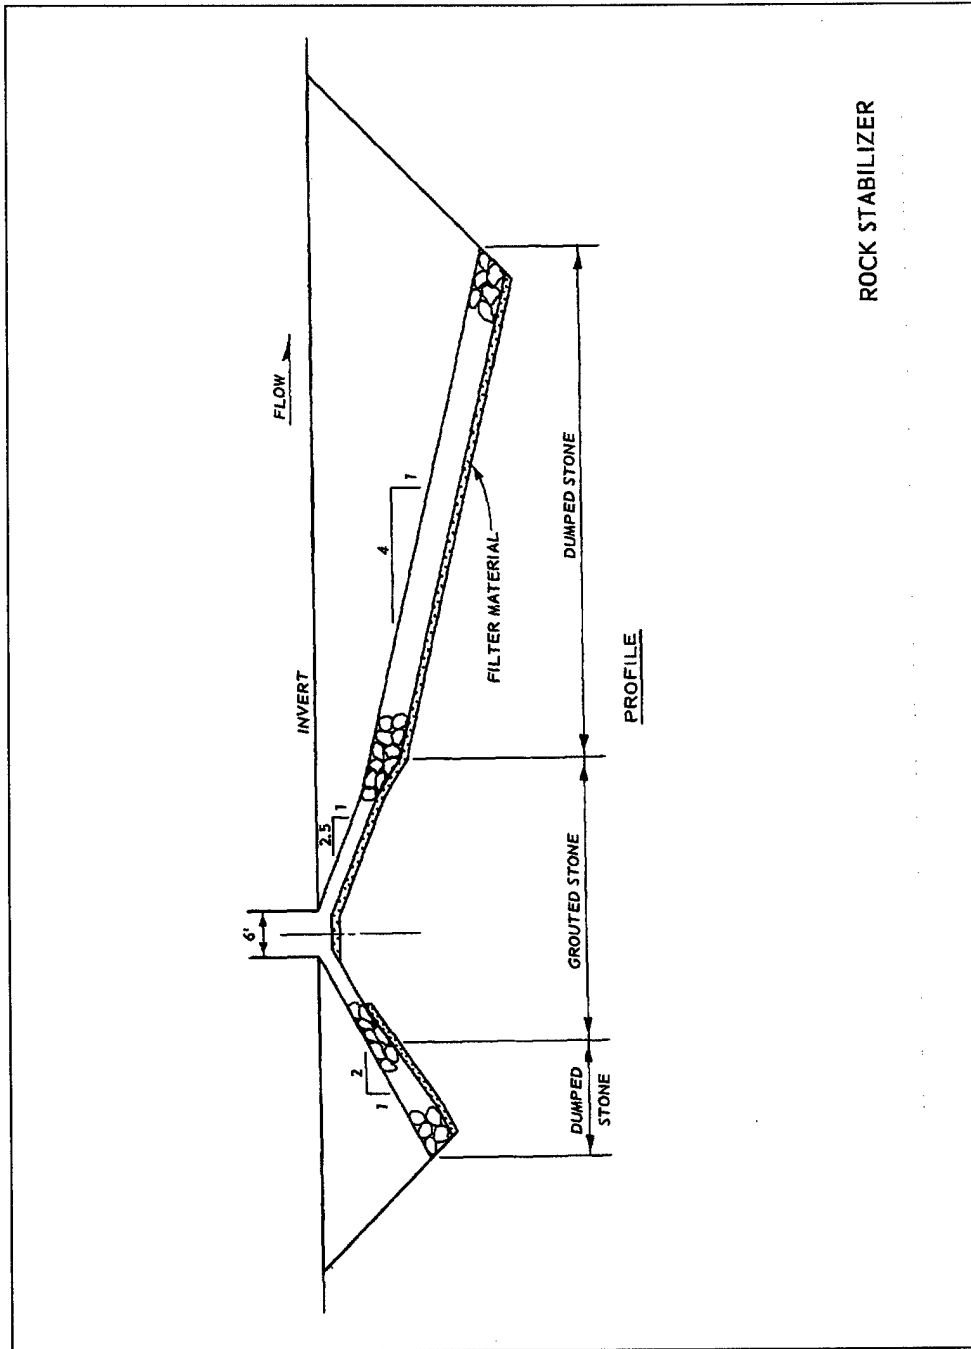 INVERT
FLOW
6'
2.5
1
4
1
2
1
FILTER MATERIAL
DUMPED
STONE
GROUTED STONE
DUMPED STONE
PROFILE
ROCK STABILIZER